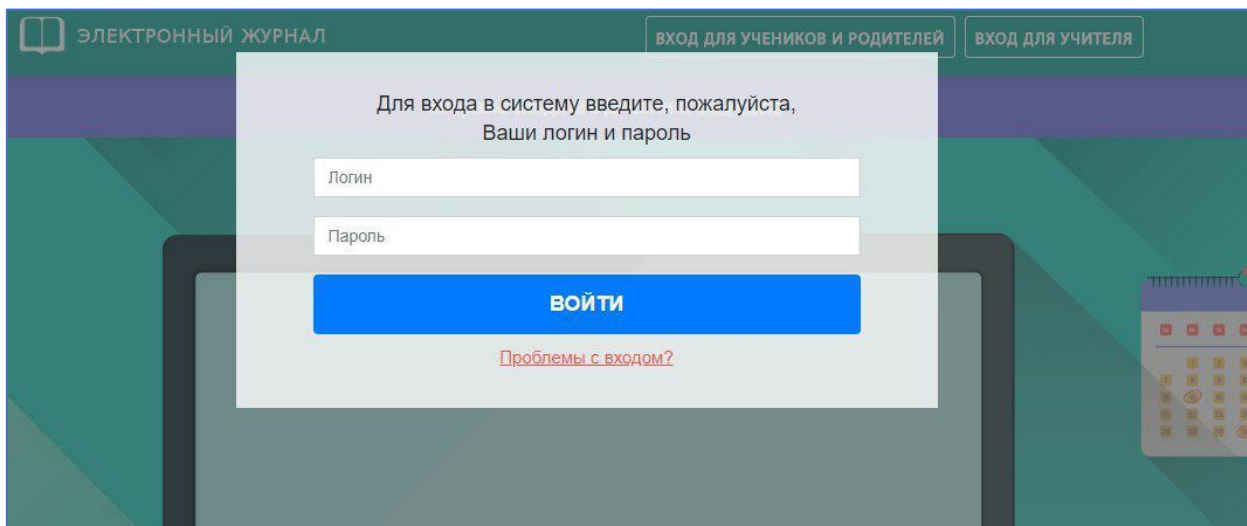 ЭЛЕКТРОННЫЙ ЖУРНАЛ
ВХОД ДЛЯ УЧЕНИКОВ И РОДИТЕЛЕЙ
ВХОД ДЛЯ УЧИТЕЛЯ
Для входа в систему введите, пожалуйста,
Ваши логин и пароль
Логин
Пароль
ВОЙТИ
Проблемы с входом?